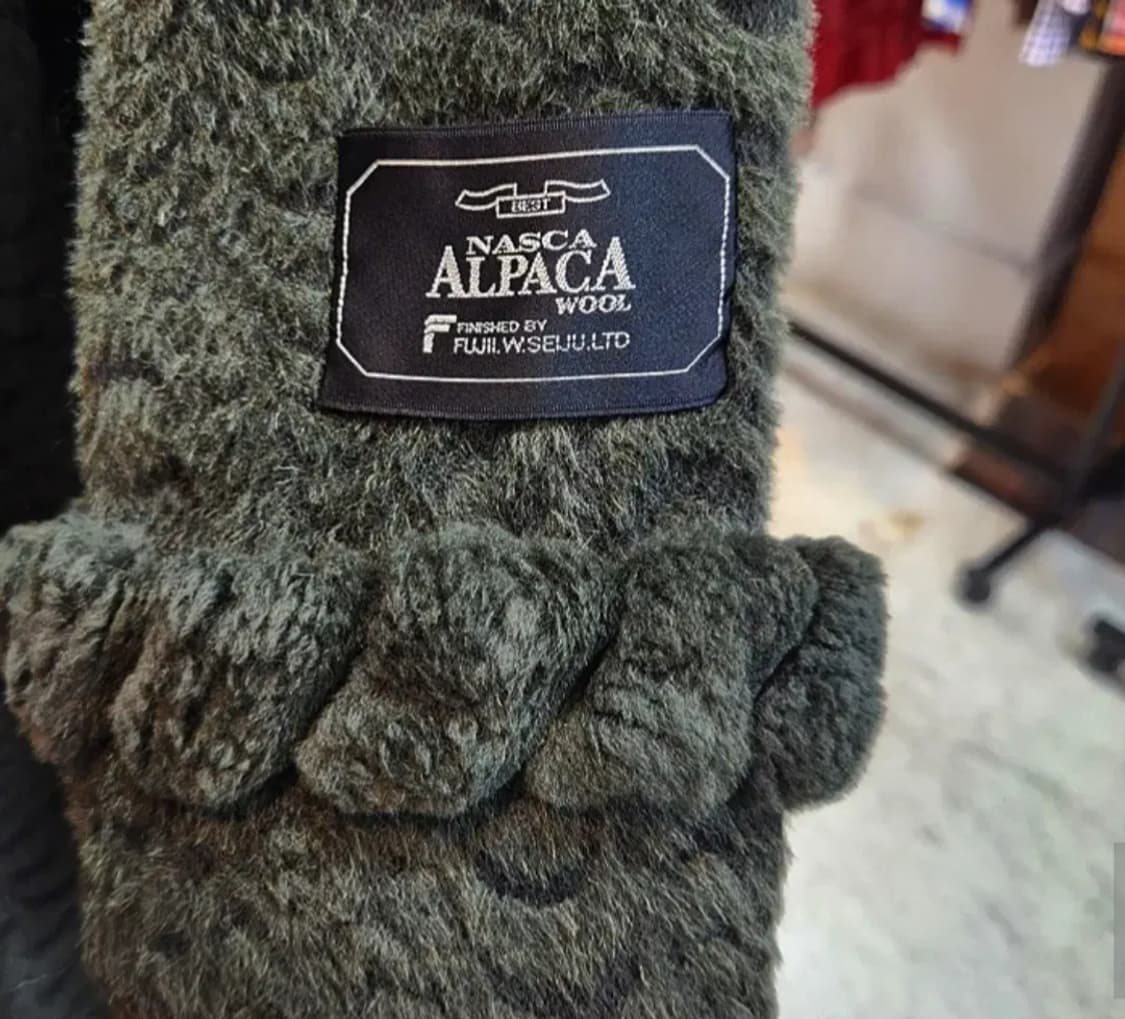 BEST
NASCA
ALPACA
WOOL
F FINISHED BY
FUJII.W.SEIJU.LTD